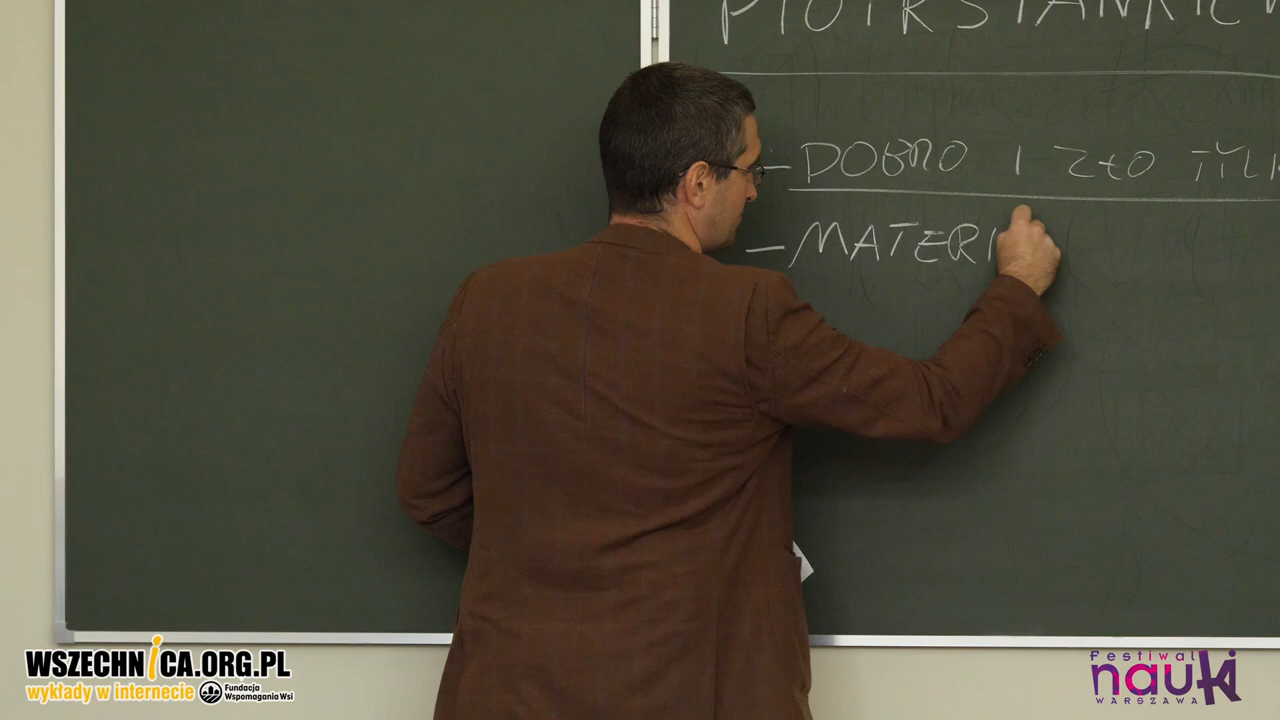 PIOTR STANKIEW
- DOBRO I ZŁO TYLK
- MATERI
WSZECHNICA.ORG.PL
wykłady w internecie
Fundacja
Wspomagania Wsi
Festiwal
nauki
WARSZAWA